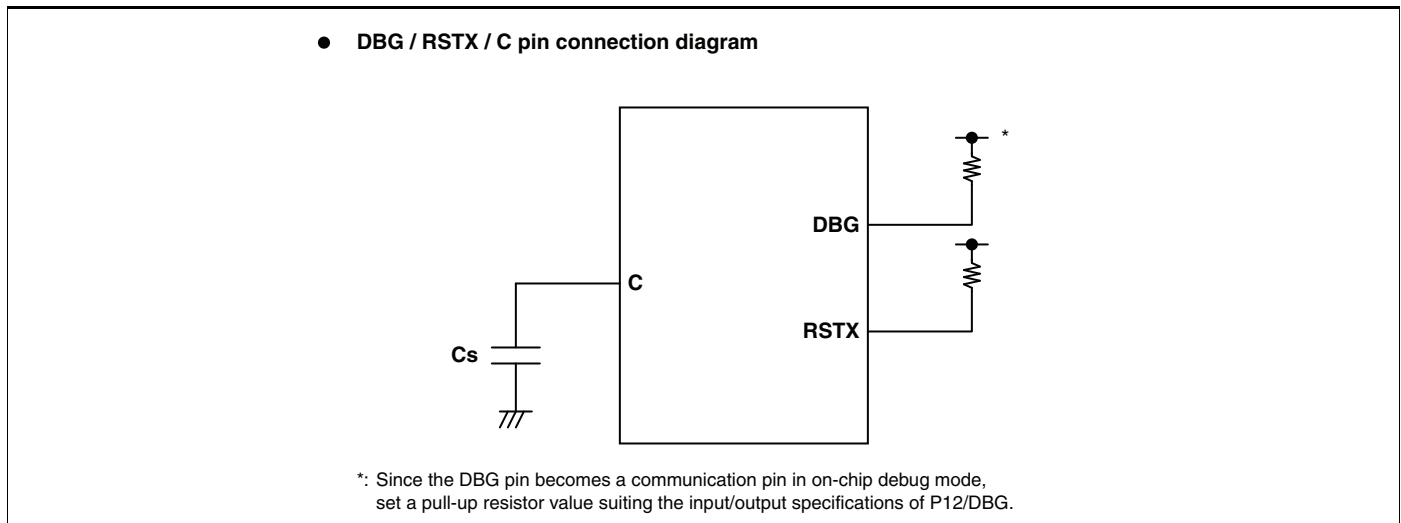 ● DBG / RSTX / C pin connection diagram
*
DBG
C
RSTX
Cs
*: Since the DBG pin becomes a communication pin in on-chip debug mode,
set a pull-up resistor value suiting the input/output specifications of P12/DBG.